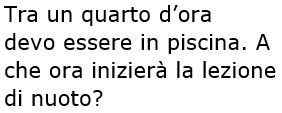 Tra un quarto d’ora
devo essere in piscina. A
che ora inizierà la lezione
di nuoto?